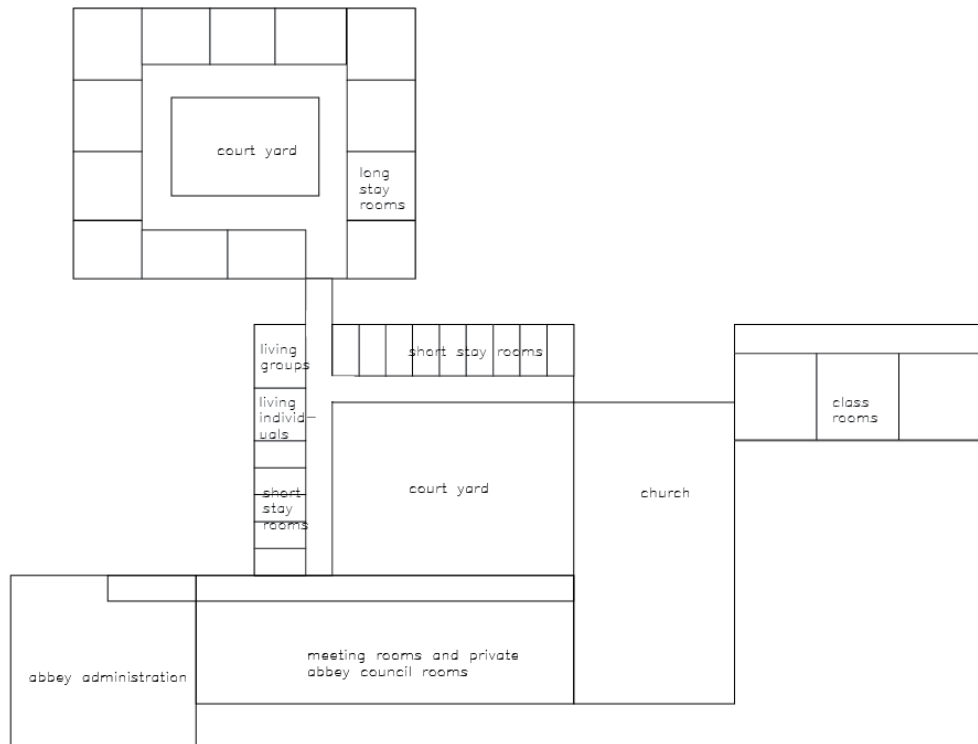 court yard
long
stay
rooms
living
groups
short stay rooms
living
individ-
uals
class
rooms
short
stay
rooms
court yard
church
meeting rooms and private
abbey council rooms
abbey administration